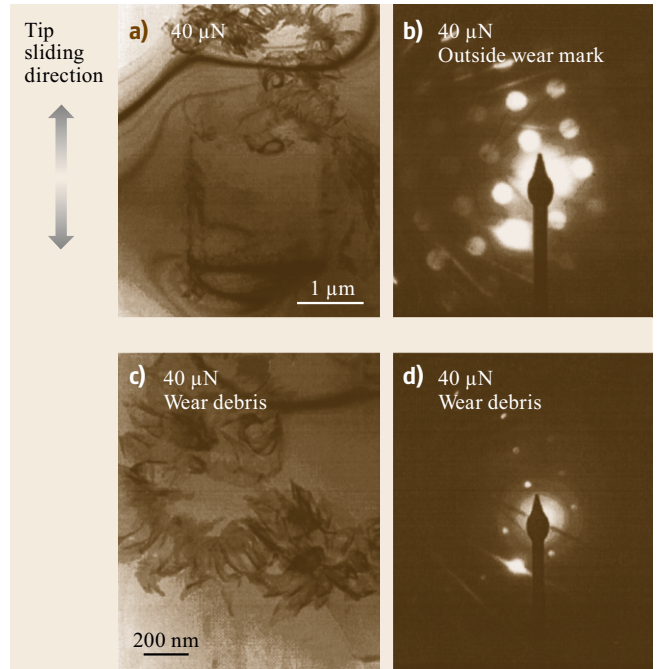 Tip
sliding
direction
a) 40 µN
1 µm
b) 40 µN
Outside wear mark
c) 40 µN
Wear debris
200 nm
d) 40 µN
Wear debris